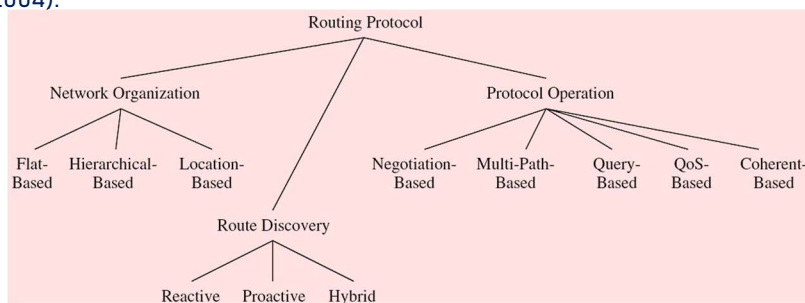 2004).
Routing Protocol
Network Organization
Protocol Operation
Flat-
Based
Hierarchical-
Based
Location-
Based
Negotiation-
Based
Multi-Path-
Based
Query-
Based
QoS-
Based
Coherent-
Based
Route Discovery
Reactive
Proactive
Hybrid